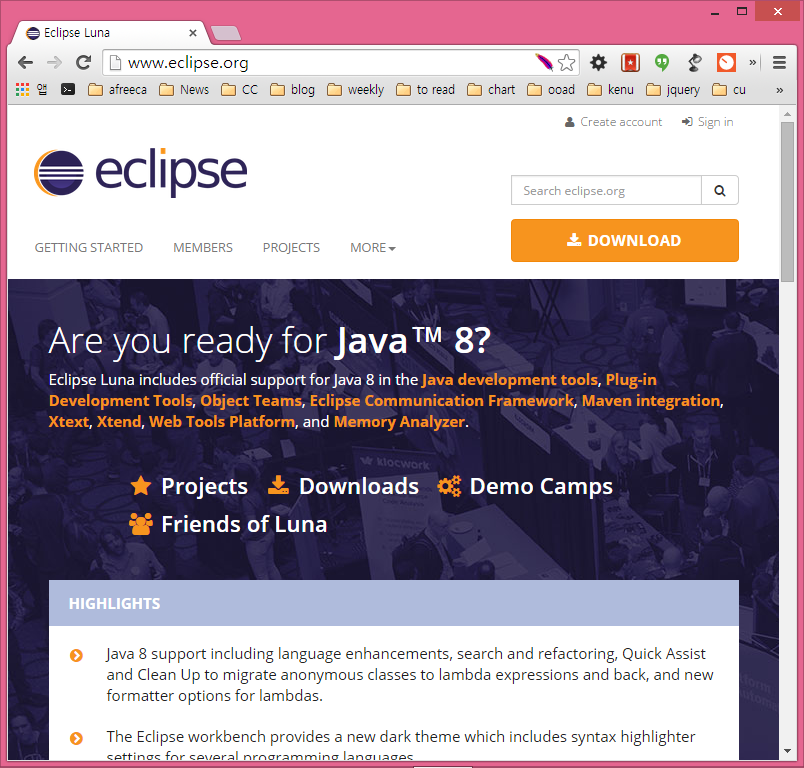 Eclipse Luna
www.eclipse.org
afreeca News CC blog weekly to read chart ooad kenu jquery cu »
Create account Sign in
eclipse
Search eclipse.org
GETTING STARTED MEMBERS PROJECTS MORE
DOWNLOAD
Are you ready for Java™ 8?
Eclipse Luna includes official support for Java 8 in the Java development tools, Plug-in
Development Tools, Object Teams, Eclipse Communication Framework, Maven integration,
Xtext, Xtend, Web Tools Platform, and Memory Analyzer.
klocwork
Projects Downloads Demo Camps
Friends of Luna
HIGHLIGHTS
Java 8 support including language enhancements, search and refactoring, Quick Assist
and Clean Up to migrate anonymous classes to lambda expressions and back, and new
formatter options for lambdas.
The Eclipse workbench provides a new dark theme which includes syntax highlighter
settings for several programming languages.